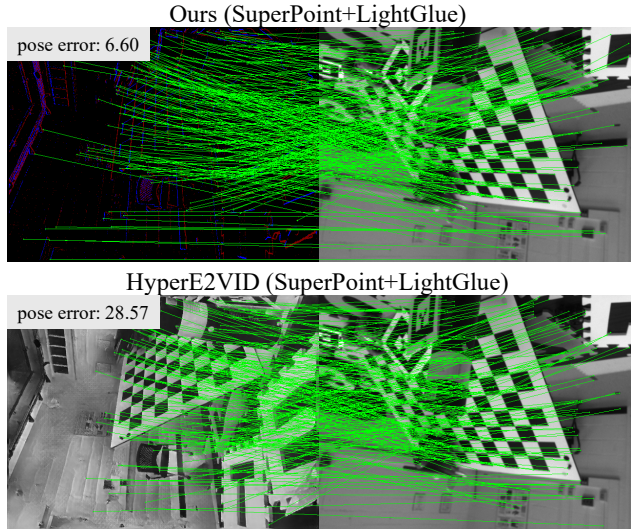 Ours (SuperPoint+LightGlue)
pose error: 6.60
HyperE2VID (SuperPoint+LightGlue)
pose error: 28.57